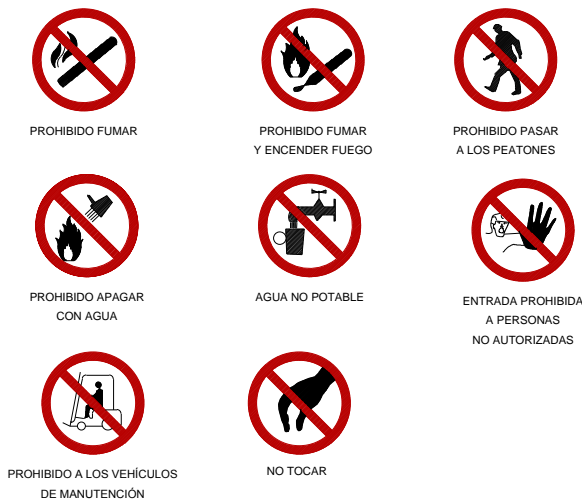 PROHIBIDO FUMAR
PROHIBIDO FUMAR
Y ENCENDER FUEGO
PROHIBIDO PASAR
A LOS PEATONES
PROHIBIDO APAGAR
CON AGUA
AGUA NO POTABLE
ENTRADA PROHIBIDA
A PERSONAS
NO AUTORIZADAS
PROHIBIDO A LOS VEHÍCULOS
DE MANUTENCIÓN
NO TOCAR